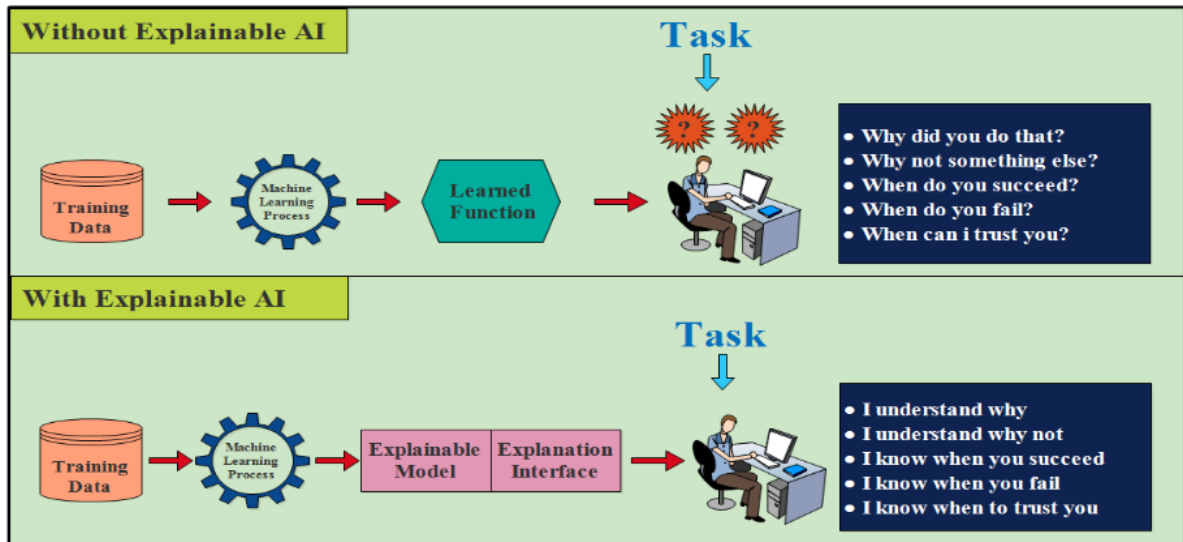 Without Explainable AI
Task
? ?
Training
Data
Machine
Learning
Process
Learned
Function
● Why did you do that?
● Why not something else?
● When do you succeed?
● When do you fail?
● When can i trust you?
With Explainable AI
Task
Training
Data
Machine
Learning
Process
Explainable
Model
Explanation
Interface
● I understand why
● I understand why not
● I know when you succeed
● I know when you fail
● I know when to trust you